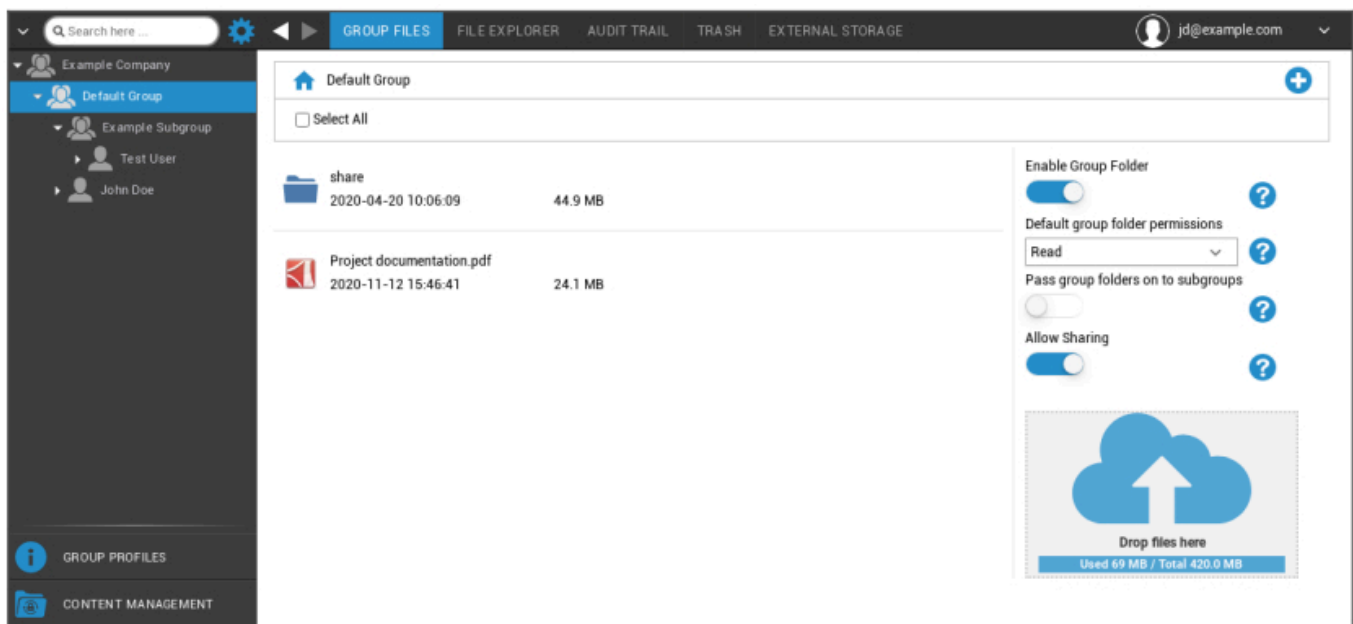 Search here ...
GROUP FILES
FILE EXPLORER
AUDIT TRAIL
TRASH
EXTERNAL STORAGE
jd@example.com
Example Company
Default Group
Example Subgroup
Test User
John Doe
GROUP PROFILES
CONTENT MANAGEMENT
Default Group
Select All
share
2020-04-20 10:06:09 44.9 MB
Project documentation.pdf
2020-11-12 15:46:41 24.1 MB
Enable Group Folder
?
Default group folder permissions
Read
?
Pass group folders on to subgroups
?
Allow Sharing
?
Drop files here
Used 69 MB / Total 420.0 MB